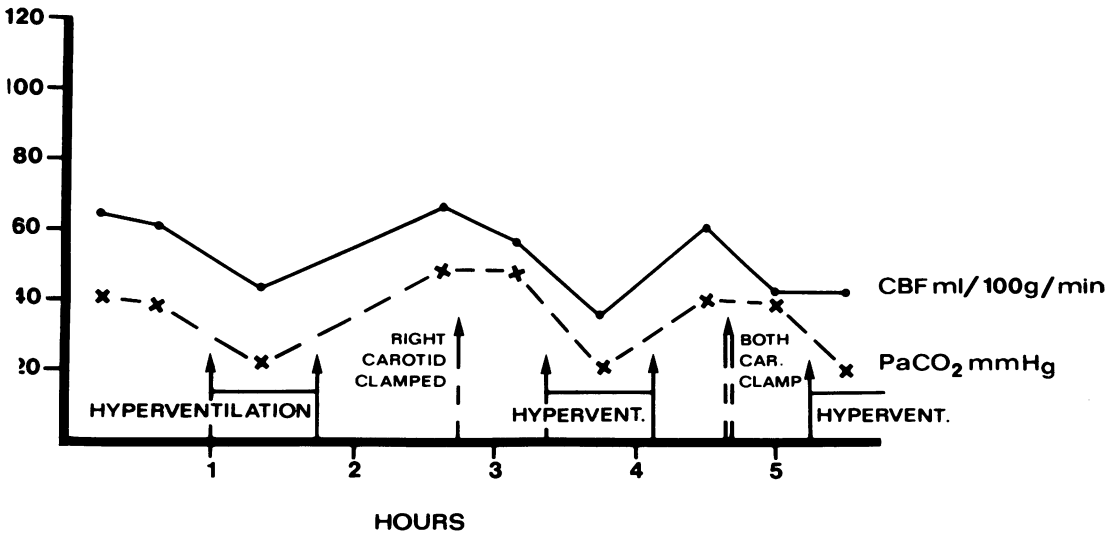 120
100
80
60
40
20
CBF ml/100g/min
PaCO2 mmHg
RIGHT
CAROTID
CLAMPED
BOTH
CAR.
CLAMP
HYPERVENTILATION
HYPERVENT.
HYPERVENT.
1 2 3 4 5
HOURS